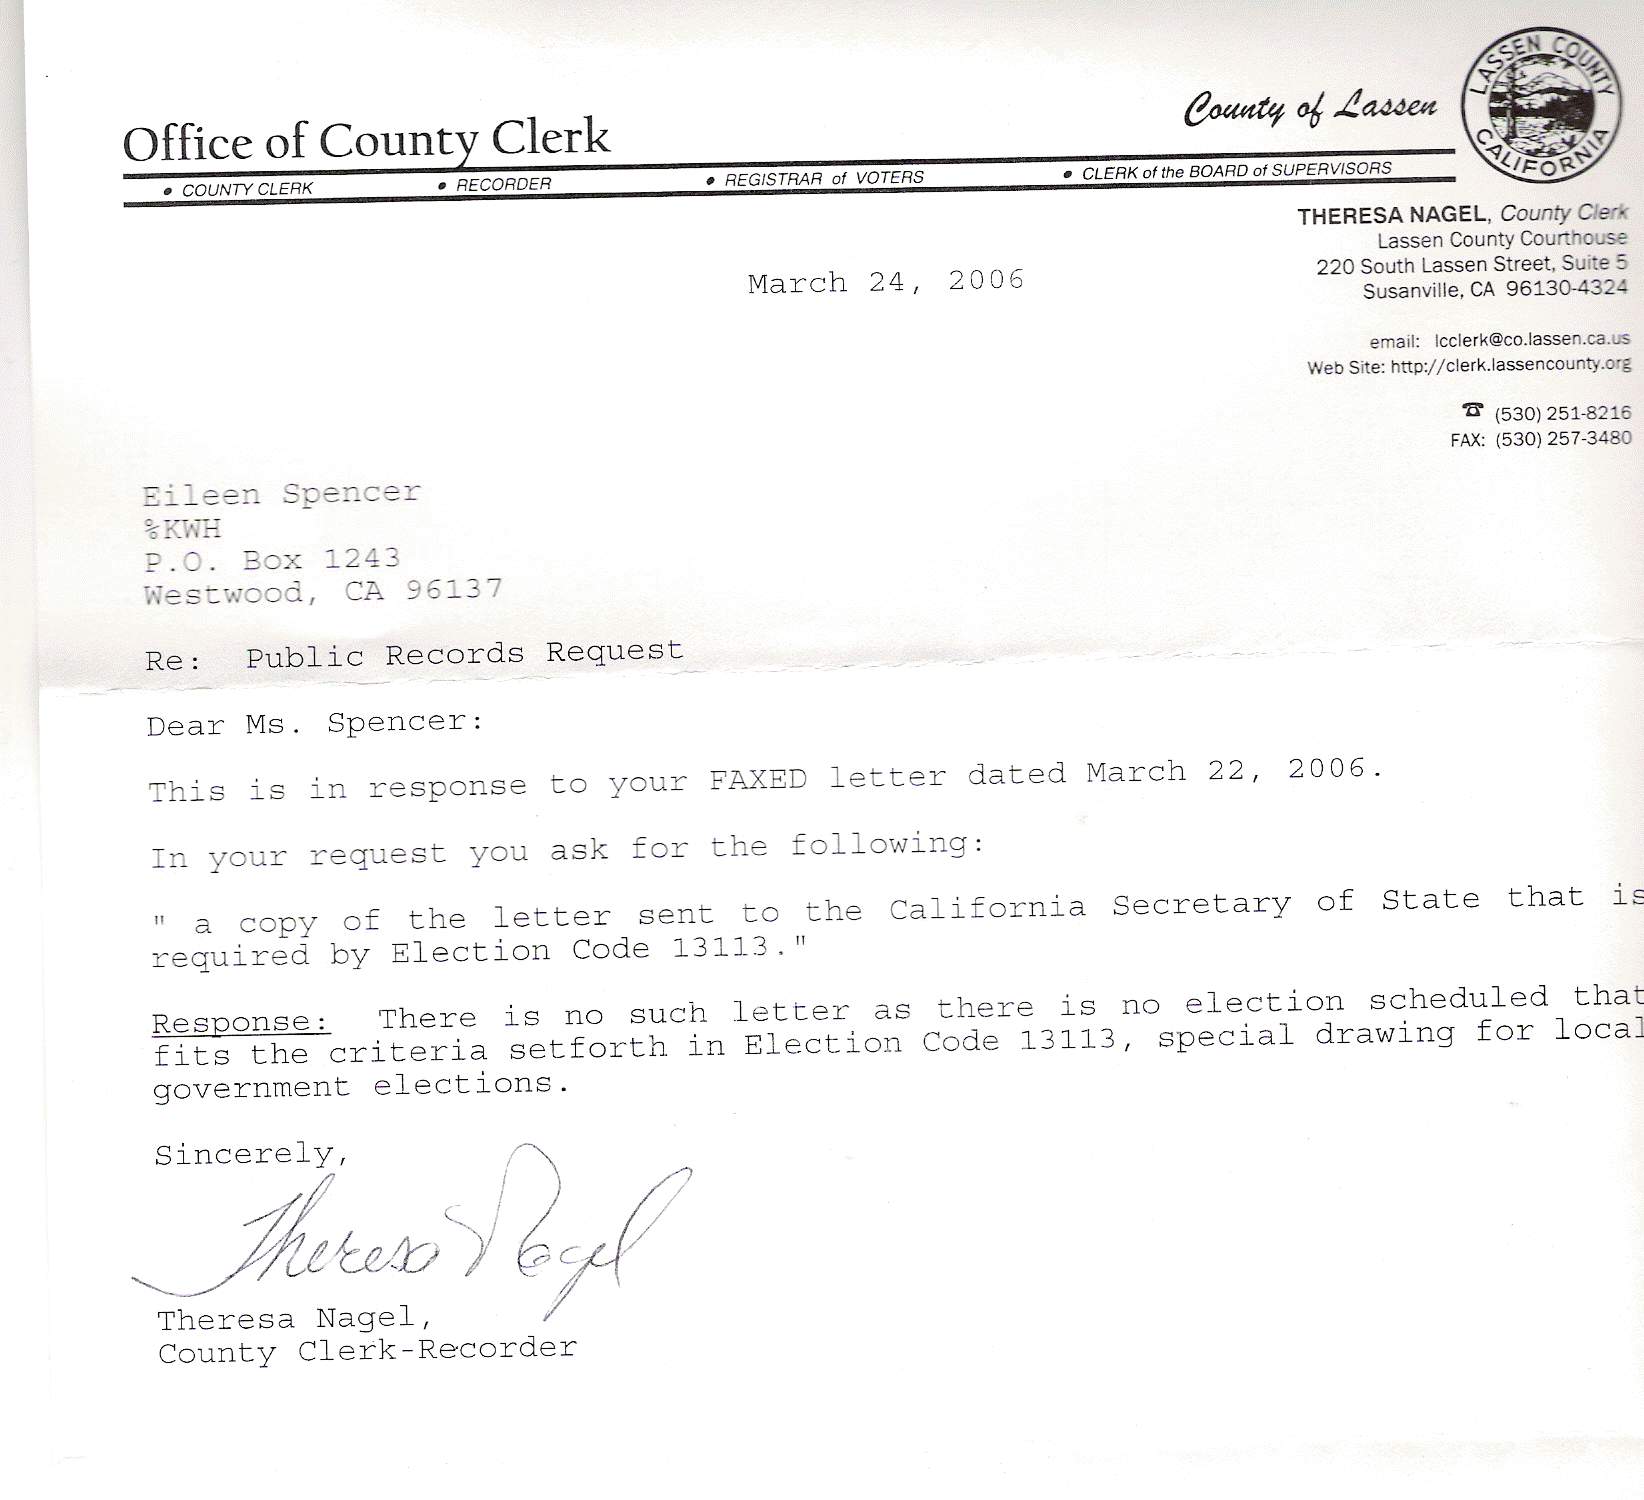 County of Lassen
LASSEN COUNTY
CALIFORNIA
Office of County Clerk
• COUNTY CLERK • RECORDER • REGISTRAR of VOTERS • CLERK of the BOARD of SUPERVISORS
THERESA NAGEL, County Clerk
Lassen County Courthouse
220 South Lassen Street, Suite 5
Susanville, CA 96130-4324
email: lcclerk@co.lassen.ca.us
Web Site: http://clerk.lassencounty.org
☎ (530) 251-8216
FAX: (530) 257-3480
March 24, 2006
Eileen Spencer
%KWH
P.O. Box 1243
Westwood, CA 96137
Re: Public Records Request
Dear Ms. Spencer:
This is in response to your FAXED letter dated March 22, 2006.
In your request you ask for the following:
" a copy of the letter sent to the California Secretary of State that is
required by Election Code 13113."
Response: There is no such letter as there is no election scheduled that
fits the criteria setforth in Election Code 13113, special drawing for local
government elections.
Sincerely,
Theresa Nagel
Theresa Nagel,
County Clerk-Recorder